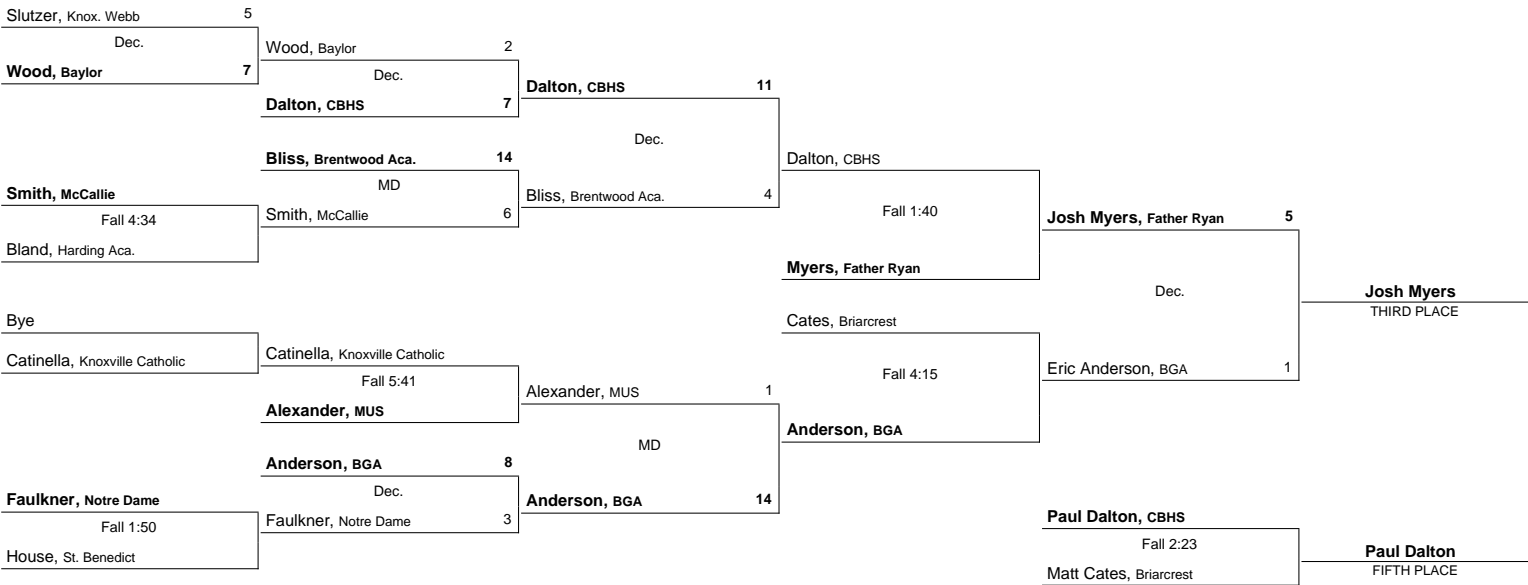 Slutzer, Knox. Webb 5
Dec.
Wood, Baylor 7
Smith, McCallie
Fall 4:34
Bland, Harding Aca.
Bye
Catinella, Knoxville Catholic
Faulkner, Notre Dame
Fall 1:50
House, St. Benedict
Wood, Baylor 2
Dec.
Dalton, CBHS 7
Bliss, Brentwood Aca. 14
MD
Smith, McCallie 6
Catinella, Knoxville Catholic
Fall 5:41
Alexander, MUS
Anderson, BGA 8
Dec.
Faulkner, Notre Dame 3
Dalton, CBHS 11
Dec.
Bliss, Brentwood Aca. 4
Alexander, MUS 1
MD
Anderson, BGA 14
Dalton, CBHS
Fall 1:40
Myers, Father Ryan
Cates, Briarcrest
Fall 4:15
Anderson, BGA
Josh Myers, Father Ryan 5
Dec.
Eric Anderson, BGA 1
Josh Myers
THIRD PLACE
Paul Dalton, CBHS
Fall 2:23
Matt Cates, Briarcrest
Paul Dalton
FIFTH PLACE